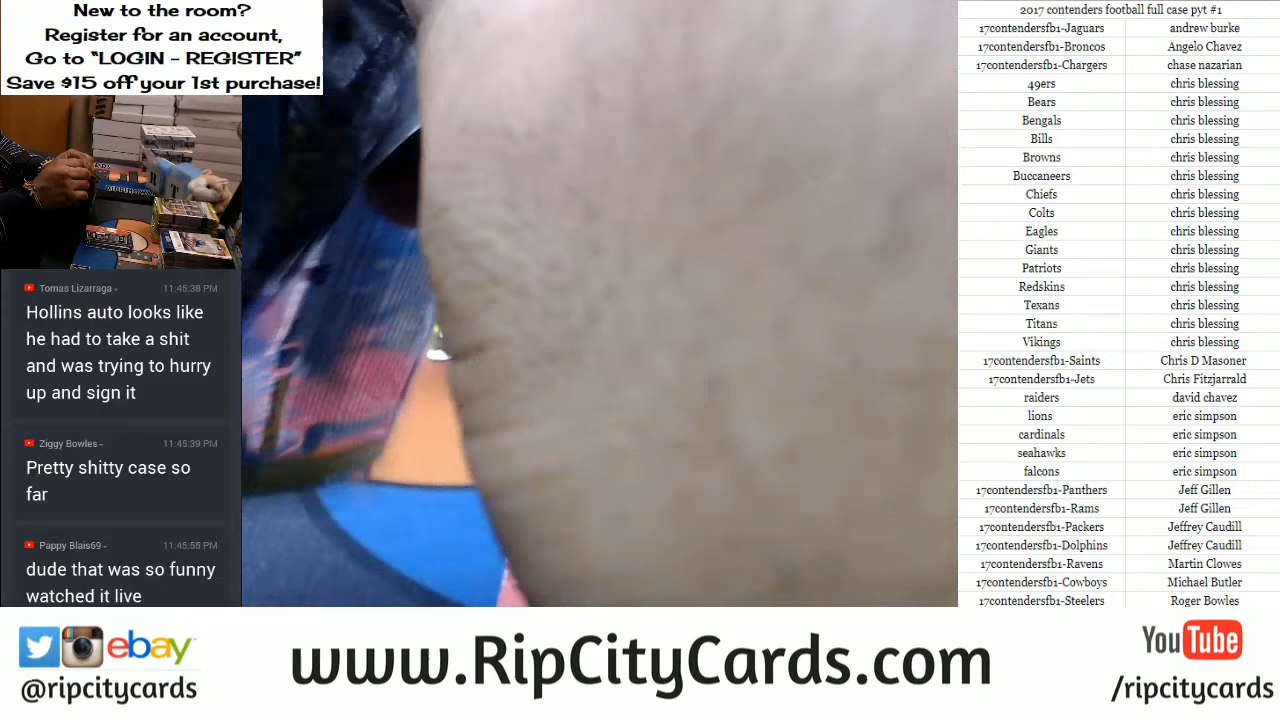 New to the room?
Register for an account,
Go to "LOGIN - REGISTER"
Save $15 off your 1st purchase!
Tomas Lizarraga
11:45:38 PM
Hollins auto looks like
he had to take a shit
and was trying to hurry
up and sign it
Ziggy Bowles
11:45:39 PM
Pretty shitty case so
far
Pappy Blais69
11:45:55 PM
dude that was so funny
watched it live
2017 contenders football full case pyt #1
17contendersfb1-Jaguars andrew burke
17contendersfb1-Broncos Angelo Chavez
17contendersfb1-Chargers chase nazarian
49ers chris blessing
Bears chris blessing
Bengals chris blessing
Bills chris blessing
Browns chris blessing
Buccaneers chris blessing
Chiefs chris blessing
Colts chris blessing
Eagles chris blessing
Giants chris blessing
Patriots chris blessing
Redskins chris blessing
Texans chris blessing
Titans chris blessing
Vikings chris blessing
17contendersfb1-Saints Chris D Masoner
17contendersfb1-Jets Chris Fitzjarrald
raiders david chavez
lions eric simpson
cardinals eric simpson
seahawks eric simpson
falcons eric simpson
17contendersfb1-Panthers Jeff Gillen
17contendersfb1-Rams Jeff Gillen
17contendersfb1-Packers Jeffrey Caudill
17contendersfb1-Dolphins Jeffrey Caudill
17contendersfb1-Ravens Martin Clowes
17contendersfb1-Cowboys Michael Butler
17contendersfb1-Steelers Roger Bowles
ebay
@ripcitycards
www.RipCityCards.com
YouTube
/ripcitycards